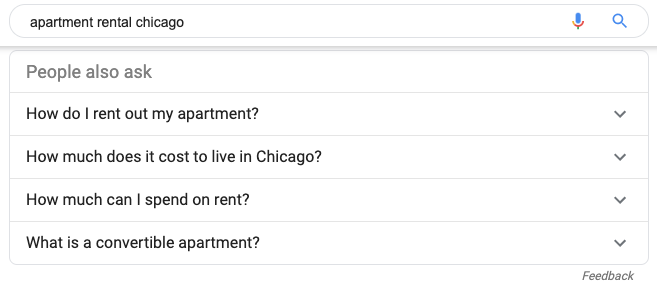 apartment rental chicago
People also ask
How do I rent out my apartment?
How much does it cost to live in Chicago?
How much can I spend on rent?
What is a convertible apartment?
Feedback